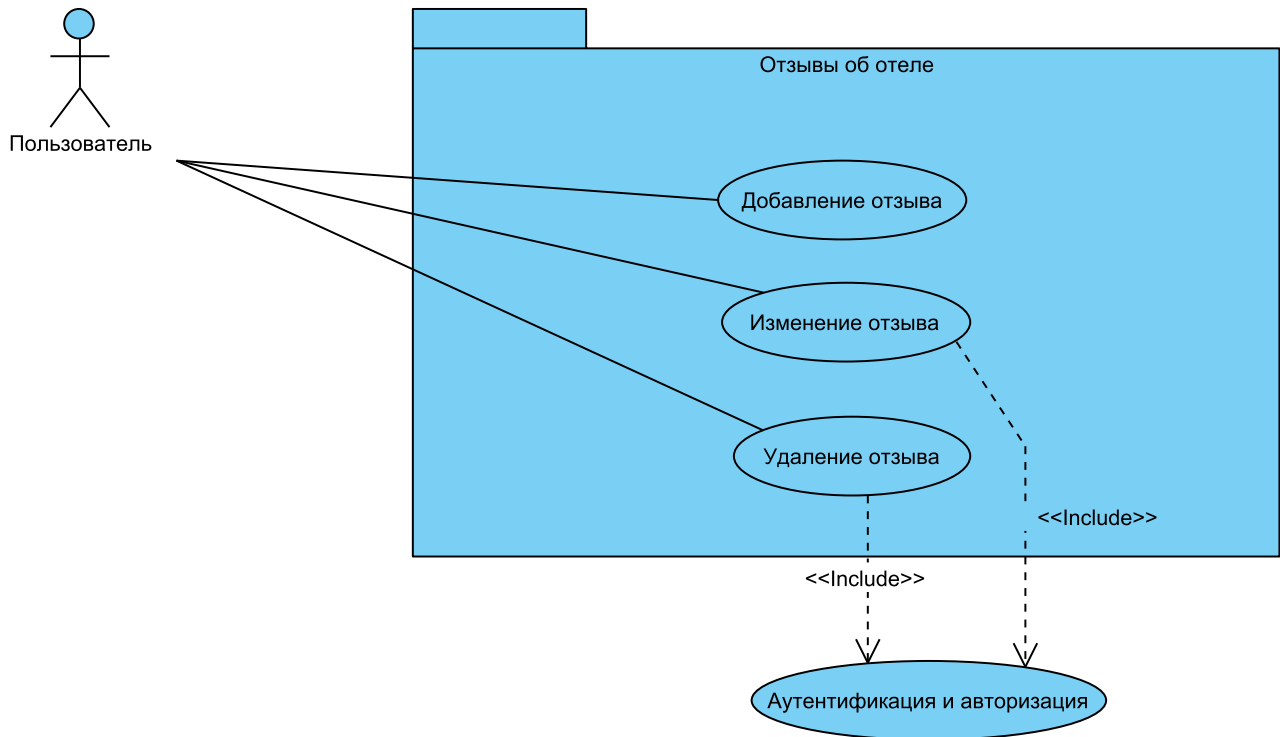 Отзывы об отеле
Пользователь
Добавление отзыва
Изменение отзыва
Удаление отзыва
<<Include>>
<<Include>>
Аутентификация и авторизация